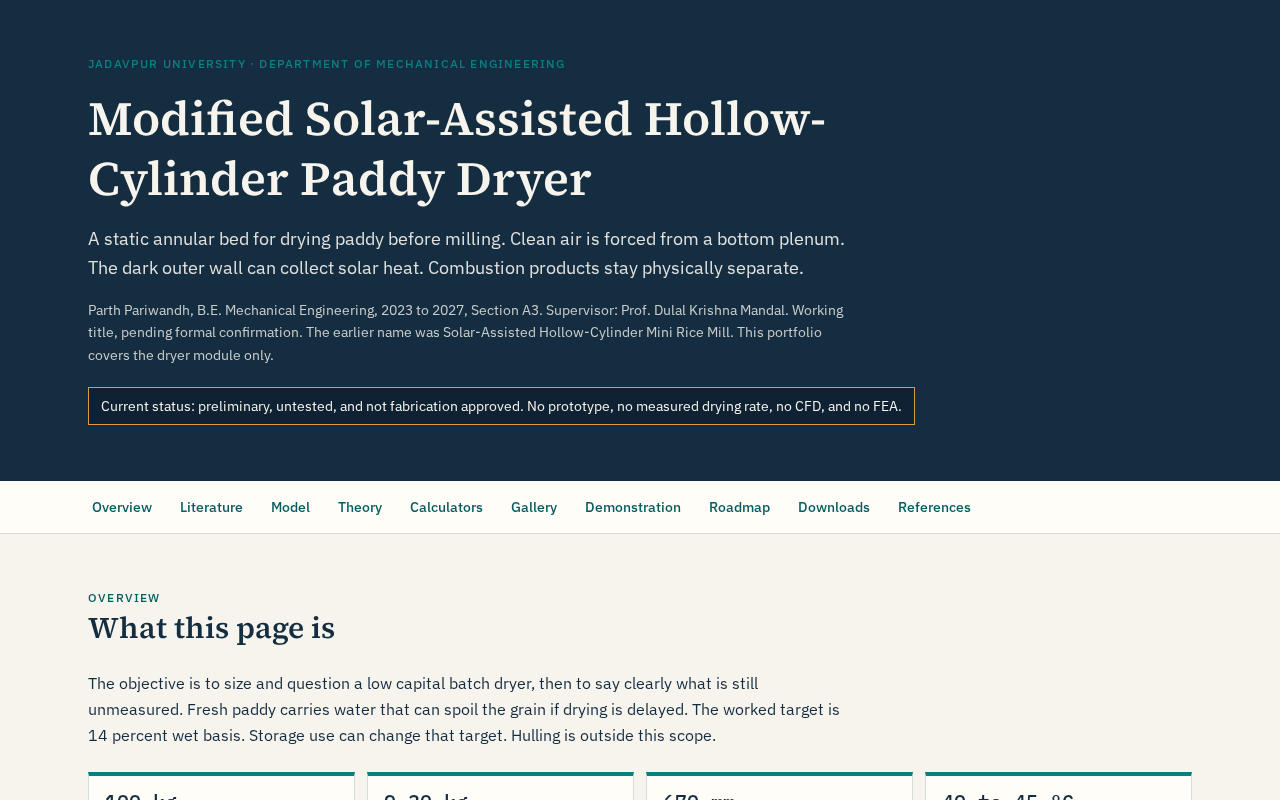 JADAVPUR UNIVERSITY · DEPARTMENT OF MECHANICAL ENGINEERING
Modified Solar-Assisted Hollow-
Cylinder Paddy Dryer
A static annular bed for drying paddy before milling. Clean air is forced from a bottom plenum.
The dark outer wall can collect solar heat. Combustion products stay physically separate.
Parth Pariwandh, B.E. Mechanical Engineering, 2023 to 2027, Section A3. Supervisor: Prof. Dulal Krishna Mandal. Working
title, pending formal confirmation. The earlier name was Solar-Assisted Hollow-Cylinder Mini Rice Mill. This portfolio
covers the dryer module only.
Current status: preliminary, untested, and not fabrication approved. No prototype, no measured drying rate, no CFD, and no FEA.
Overview Literature Model Theory Calculators Gallery Demonstration Roadmap Downloads References
OVERVIEW
What this page is
The objective is to size and question a low capital batch dryer, then to say clearly what is still
unmeasured. Fresh paddy carries water that can spoil the grain if drying is delayed. The worked target is
14 percent wet basis. Storage use can change that target. Hulling is outside this scope.